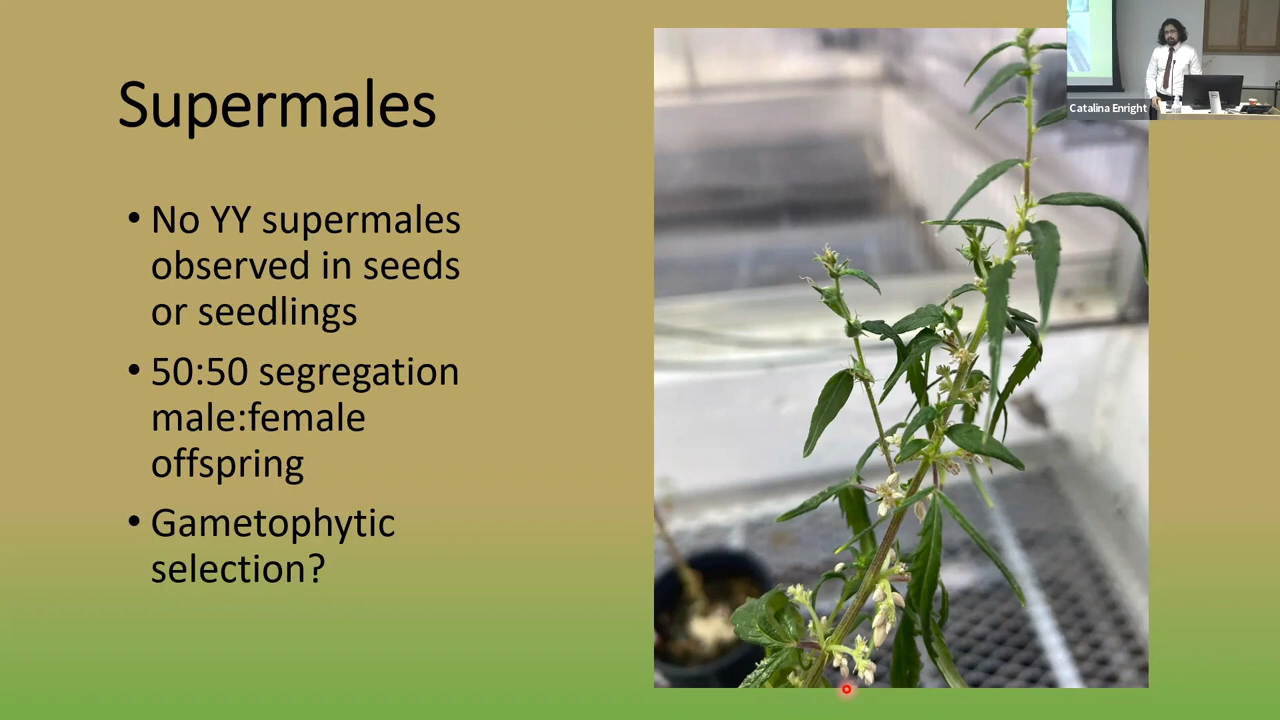 Supermales
• No YY supermales
observed in seeds
or seedlings
• 50:50 segregation
male:female
offspring
• Gametophytic
selection?
Catalina Enright